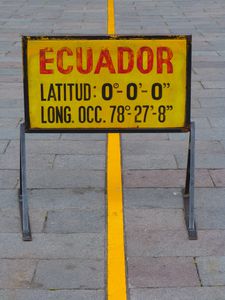 ECUADOR
LATITUD: 0°-0'-0"
LONG. OCC. 78°-27'-8"